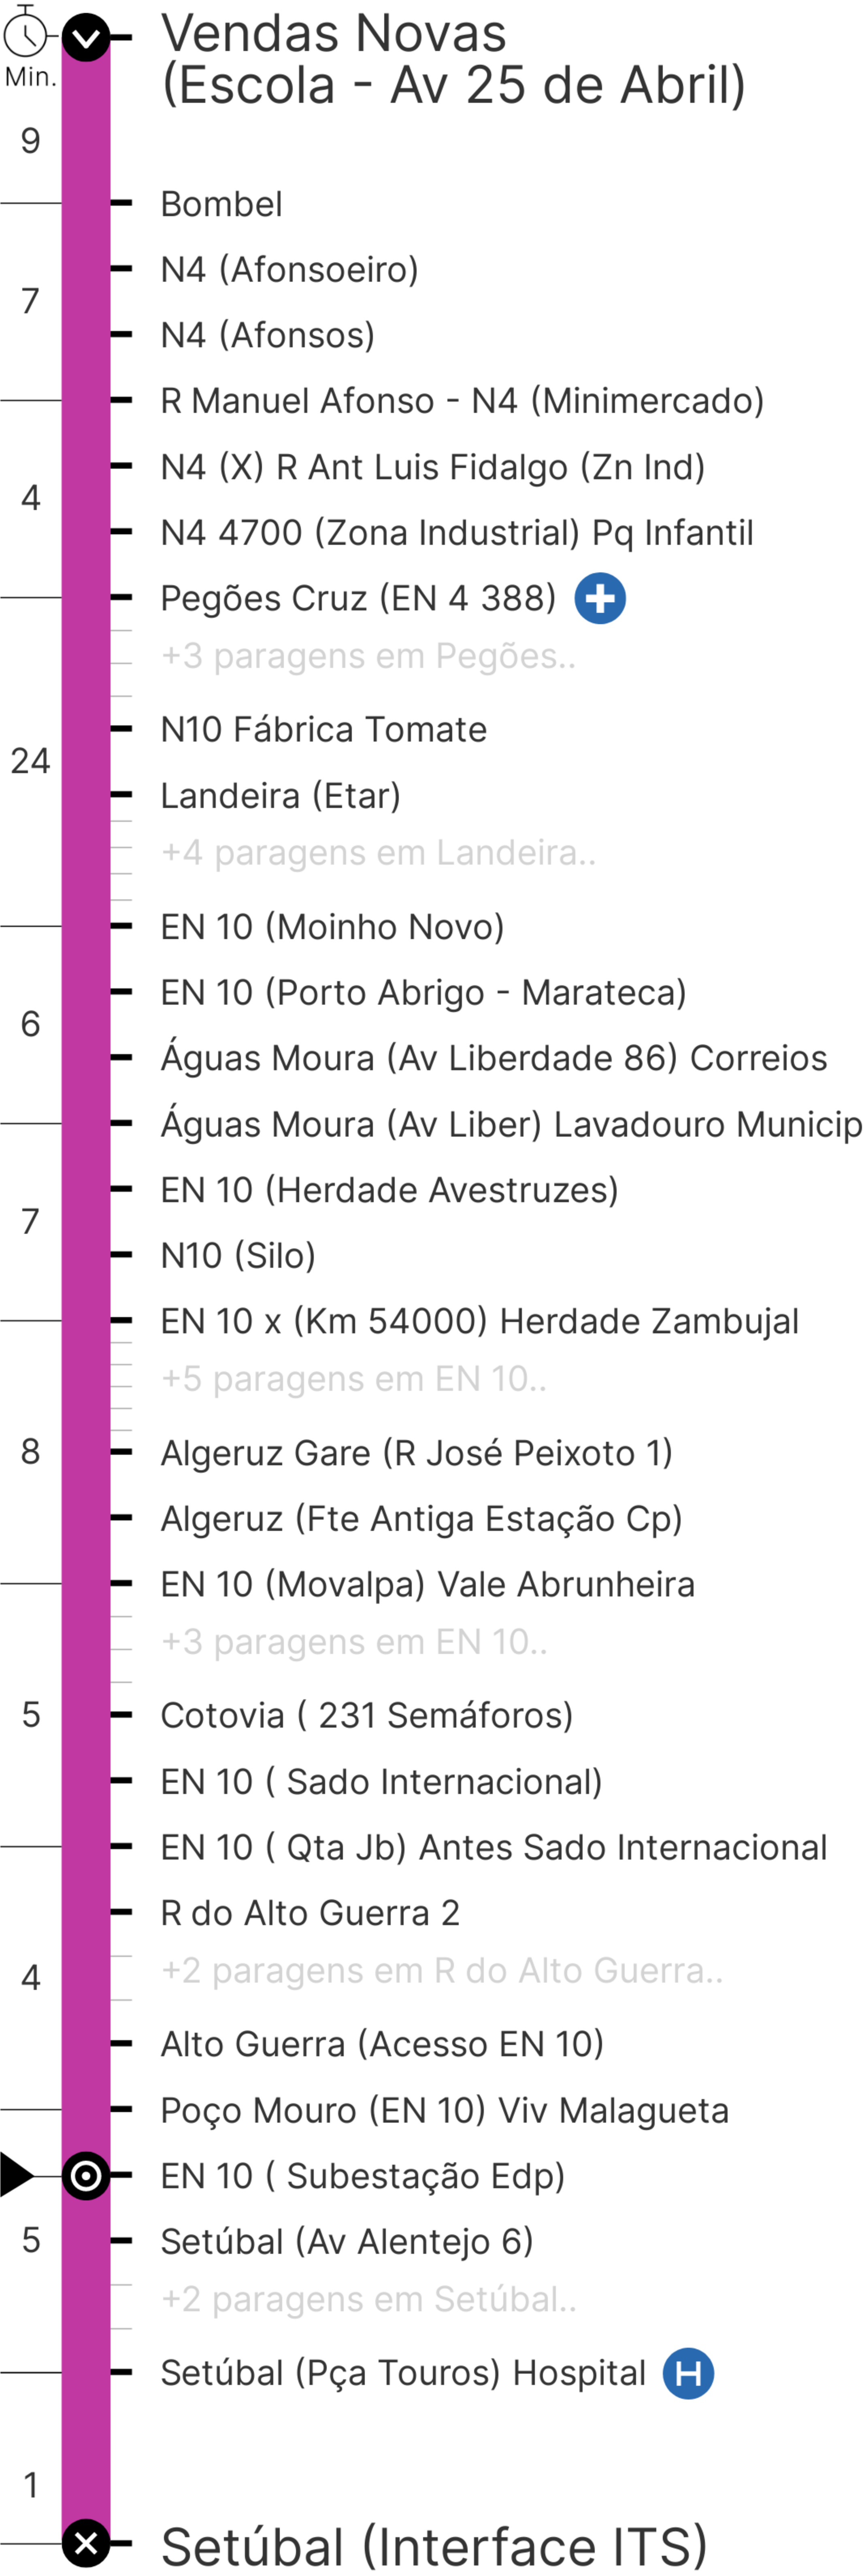 Vendas Novas
(Escola - Av 25 de Abril)
Min.
9
Bombel
N4 (Afonsoeiro)
7
N4 (Afonsos)
R Manuel Afonso - N4 (Minimercado)
N4 (X) R Ant Luis Fidalgo (Zn Ind)
4
N4 4700 (Zona Industrial) Pq Infantil
Pegões Cruz (EN 4 388)
+3 paragens em Pegões..
N10 Fábrica Tomate
24
Landeira (Etar)
+4 paragens em Landeira..
EN 10 (Moinho Novo)
EN 10 (Porto Abrigo - Marateca)
6
Águas Moura (Av Liberdade 86) Correios
Águas Moura (Av Liber) Lavadouro Municip
EN 10 (Herdade Avestruzes)
7
N10 (Silo)
EN 10 x (Km 54000) Herdade Zambujal
+5 paragens em EN 10..
8
Algeruz Gare (R José Peixoto 1)
Algeruz (Fte Antiga Estação Cp)
EN 10 (Movalpa) Vale Abrunheira
+3 paragens em EN 10..
5
Cotovia ( 231 Semáforos)
EN 10 ( Sado Internacional)
EN 10 ( Qta Jb) Antes Sado Internacional
R do Alto Guerra 2
+2 paragens em R do Alto Guerra..
4
Alto Guerra (Acesso EN 10)
Poço Mouro (EN 10) Viv Malagueta
EN 10 ( Subestação Edp)
5
Setúbal (Av Alentejo 6)
+2 paragens em Setúbal..
Setúbal (Pça Touros) Hospital H
1
Setúbal (Interface ITS)